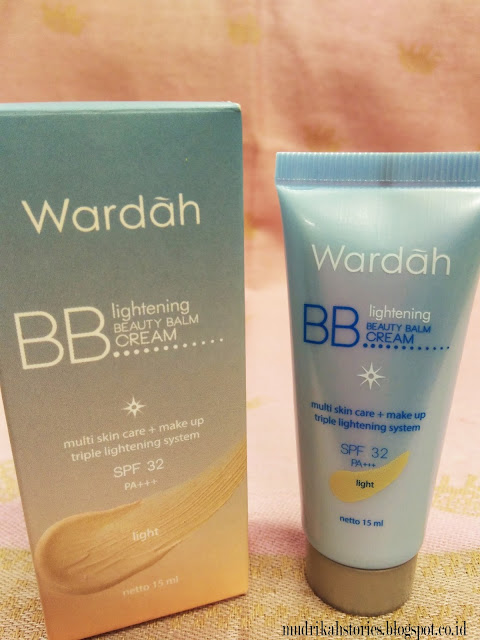 Wardah
BB lightening
BEAUTY BALM
CREAM
multi skin care + make up
triple lightening system
SPF 32
PA+++
light
netto 15 ml
Wardah
BB lightening
BEAUTY BALM
CREAM
multi skin care + make up
triple lightening system
SPF 32
PA+++
light
netto 15 ml
mudrikahstories.blogspot.co.id